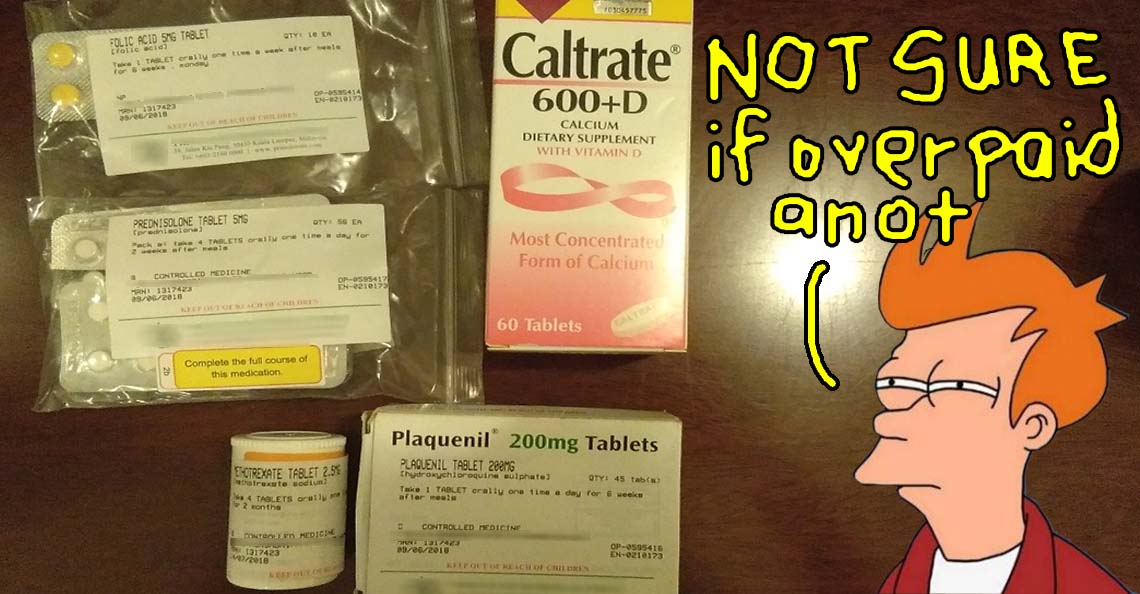 FOLIC ACID 5MG TABLET
QTY: 10 EA
[folic acid]
Take 1 TABLET orally one time a week after meals
for 6 weeks . monday
OP-0595414
MRN: 1317423
EN-0210173
09/06/2018
KEEP OUT OF REACH OF CHILDREN
PREDNISOLONE TABLET 5MG
QTY: 56 EA
[prednisolone]
Pack a: take 4 TABLETS orally one time a day for
2 weeks after meals
CONTROLLED MEDICINE
OP-0595417
MRN: 1317423
EN-0210173
09/06/2018
KEEP OUT OF REACH OF CHILDREN
2b
Complete the full course of
this medication.
Caltrate®
600+D
CALCIUM
DIETARY SUPPLEMENT
WITH VITAMIN D
Most Concentrated
Form of Calcium
60 Tablets
CALTRATE
NOT SURE
if overpaid
anot
METHOTREXATE TABLET 2.5MG
4 TABLETS orally one
for 2 months
CONTROLLED MEDICINE
1317423
/2018
KEEP OUT OF
Plaquenil® 200mg Tablets
PLAQUENIL TABLET 200MG
[hydroxychloroquine sulphate]
QTY: 45 tab(s)
Take 1 TABLET orally one time a day for 6 weeks
after meals
CONTROLLED MEDICINE
MRN: 1317423
09/06/2018
OP-0595416
EN-0210173
KEEP OUT OF REACH OF CHILDREN